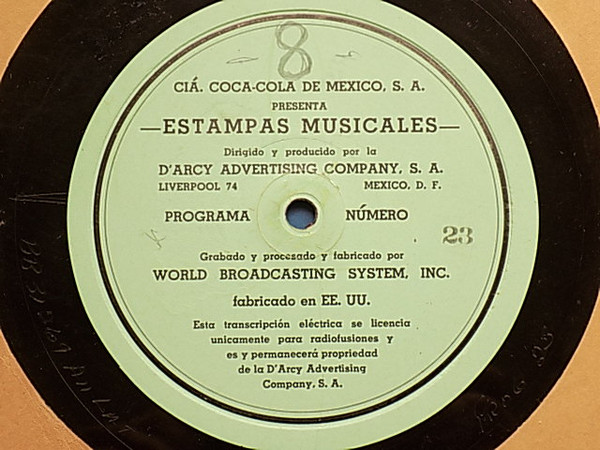 8
CIÁ. COCA-COLA DE MEXICO, S. A.
PRESENTA
—ESTAMPAS MUSICALES—
Dirigido y producido por la
D'ARCY ADVERTISING COMPANY, S. A.
LIVERPOOL 74 MEXICO, D. F.
PROGRAMA NÚMERO
23
Grabado y procesado y fabricado por
WORLD BROADCASTING SYSTEM, INC.
fabricado en EE. UU.
Esta transcripción eléctrica se licencia
unicamente para radiofusiones y
es y permanecerá propriedad
de la D'Arcy Advertising
Company, S. A.